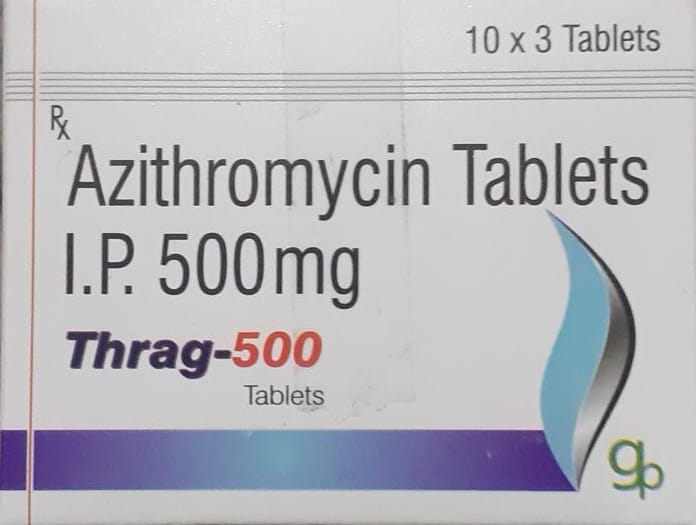 10 x 3 Tablets
Rx
Azithromycin Tablets
I.P. 500mg
Thrag-500
Tablets
gp